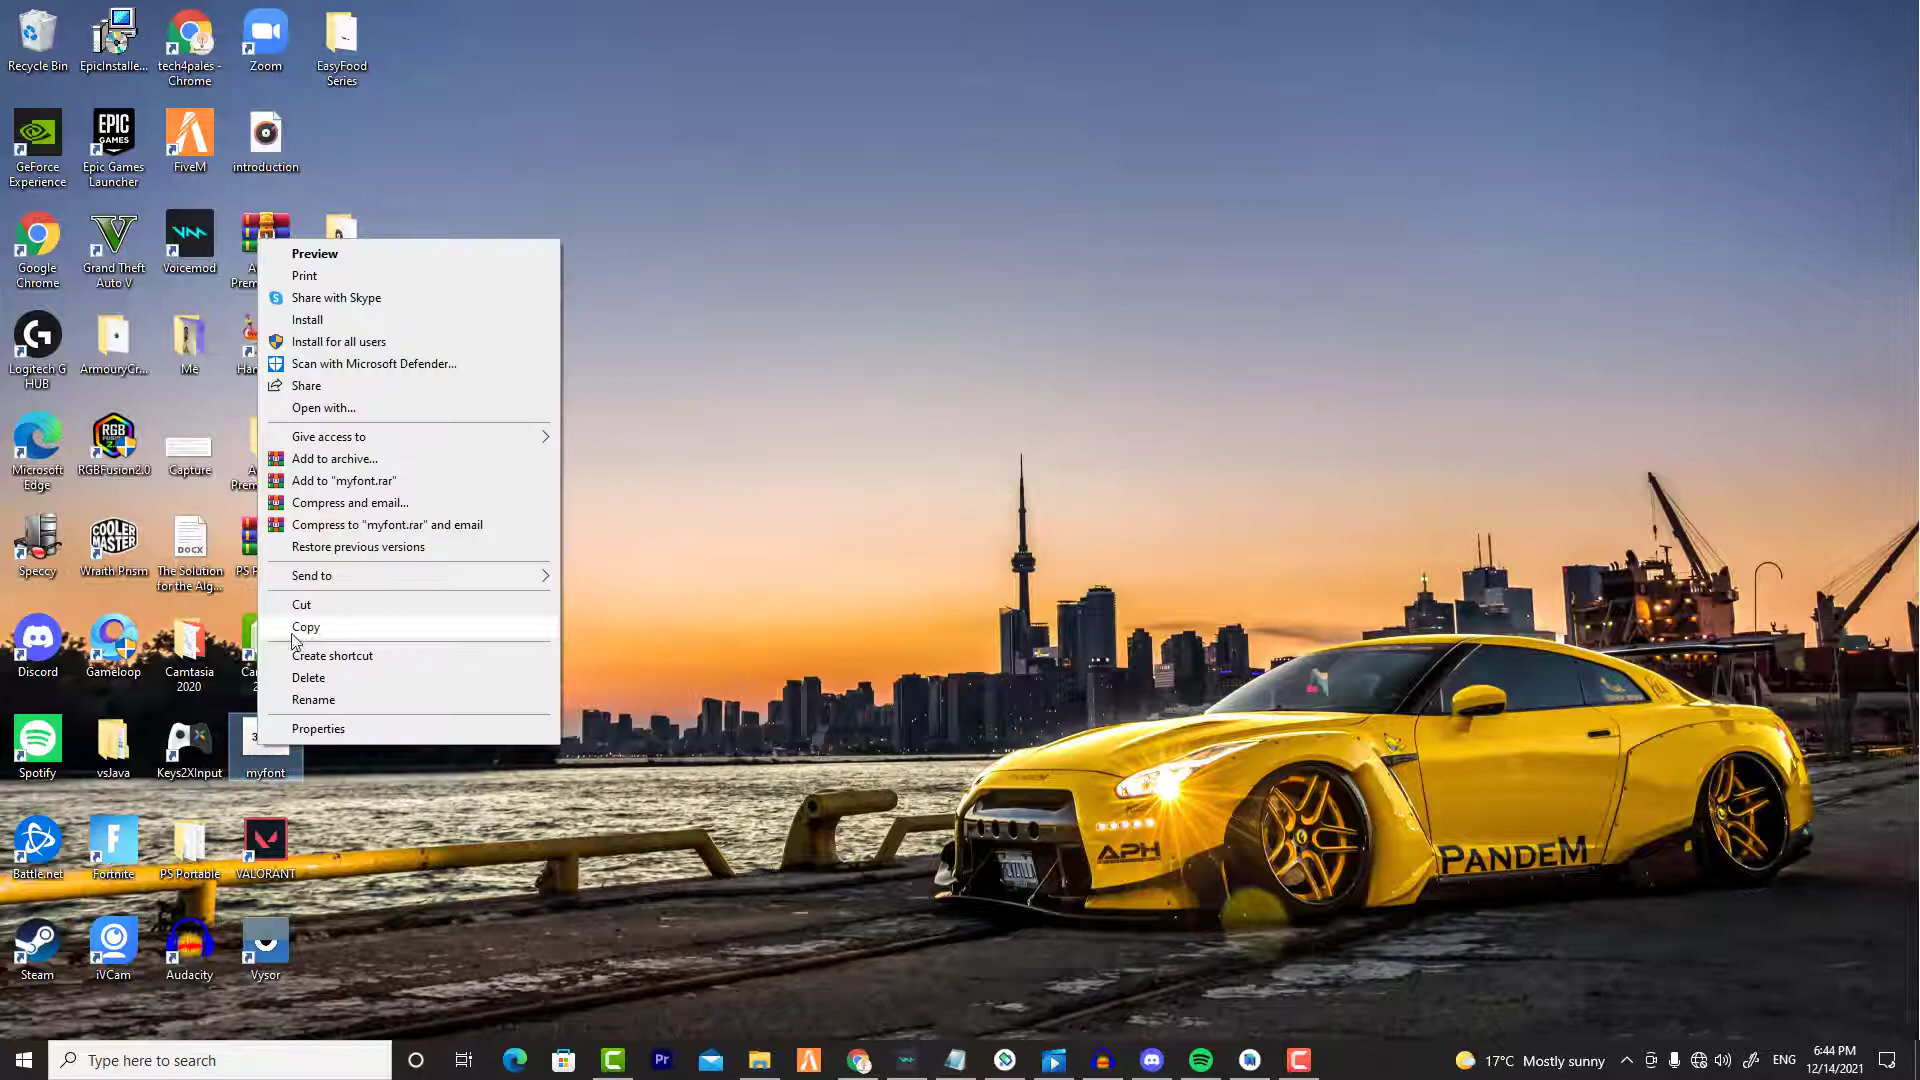 Recycle Bin
EpicInstalle...
tech4pales -
Chrome
Zoom
EasyFood
Series
GeForce
Experience
EPIC
GAMES
Epic Games
Launcher
FiveM
introduction
Google
Chrome
Grand Theft
Auto V
Voicemod
A
Prem
Logitech G
HUB
ArmouryCr...
Me
Han
Microsoft
Edge
RGBFusion2.0
Capture
A
Prem
Speccy
COOLER
MASTER
Wraith Prism
DOCX
The Solution
for the Alg...
PS P
Discord
Gameloop
Camtasia
2020
Car
2
Spotify
vsJava
Keys2XInput
myfont
Battle.net
Fortnite
PS Portable
VALORANT
Steam
iVCam
Audacity
Vysor
Preview
Print
Share with Skype
Install
Install for all users
Scan with Microsoft Defender...
Share
Open with...
Give access to
Add to archive...
Add to "myfont.rar"
Compress and email...
Compress to "myfont.rar" and email
Restore previous versions
Send to
Cut
Copy
Create shortcut
Delete
Rename
Properties
APH
PANDEM
Type here to search
Pr
17°C Mostly sunny
ENG
6:44 PM
12/14/2021